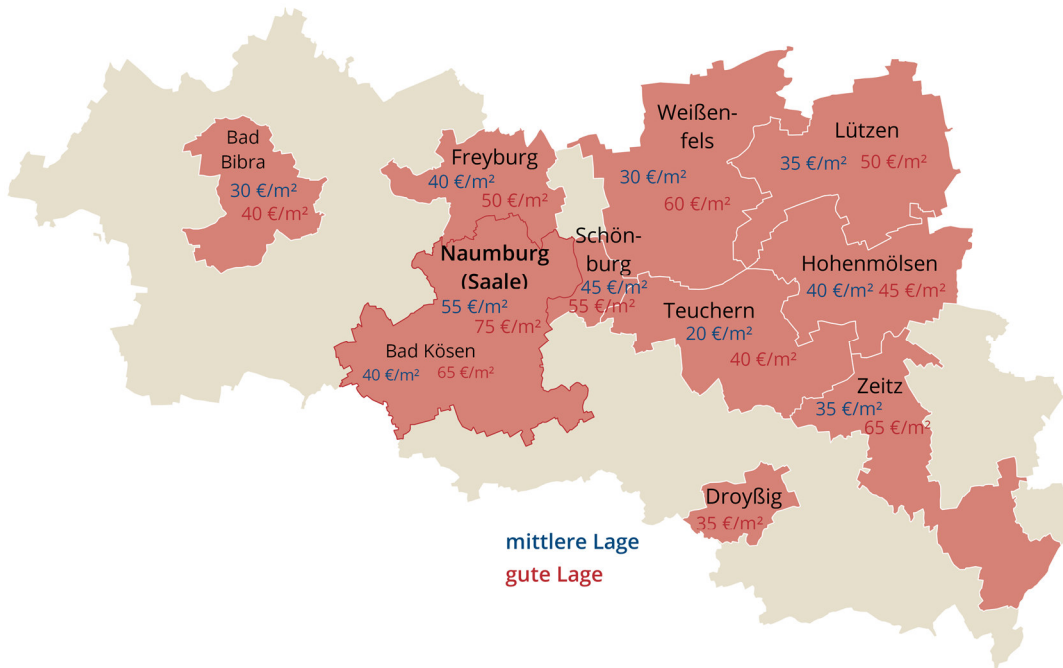 Bad
Bibra
30 €/m²
40 €/m²
Freyburg
40 €/m²
50 €/m²
Naumburg
(Saale)
55 €/m²
75 €/m²
Bad Kösen
40 €/m²
65 €/m²
Schön-
burg
45 €/m²
55 €/m²
Weißen-
fels
30 €/m²
60 €/m²
Lützen
35 €/m²
50 €/m²
Hohenmölsen
40 €/m²
45 €/m²
Teuchern
20 €/m²
40 €/m²
Zeitz
35 €/m²
65 €/m²
Droyßig
35 €/m²
mittlere Lage
gute Lage